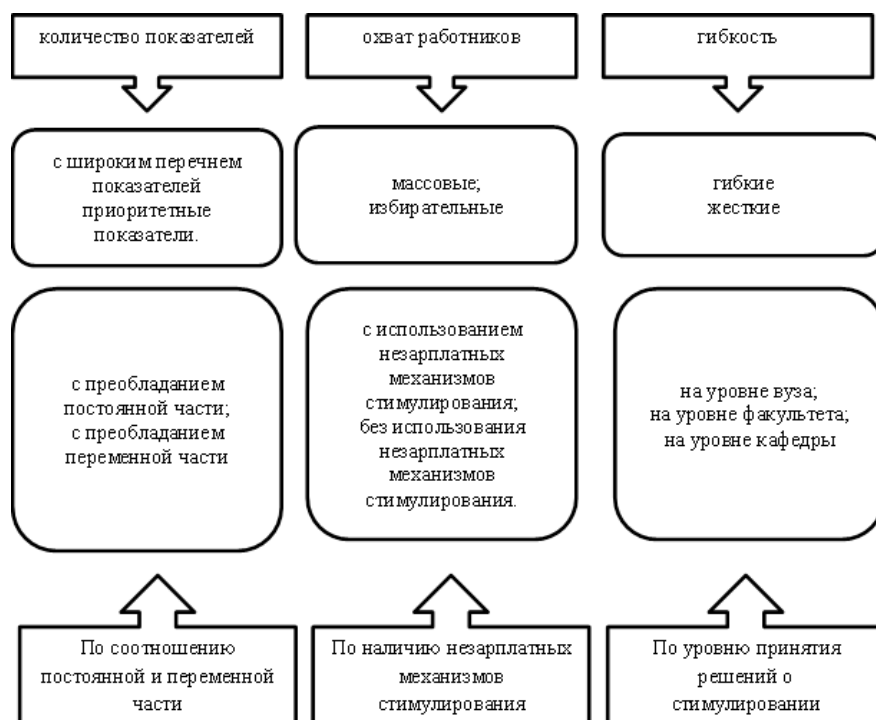 количество показателей
охват работников
гибкость
с широким перечнем
показателей
приоритетные
показатели.
массовые;
избирательные
гибкие
жесткие
с преобладанием
постоянной части;
с преобладанием
переменной части
с использованием
незарплатных
механизмов
стимулирования;
без использования
незарплатных
механизмов
стимулирования.
на уровне вуза;
на уровне факультета;
на уровне кафедры
По соотношению
постоянной и переменной
части
По наличию незарплатных
механизмов
стимулирования
По уровню принятия
решений о
стимулировании